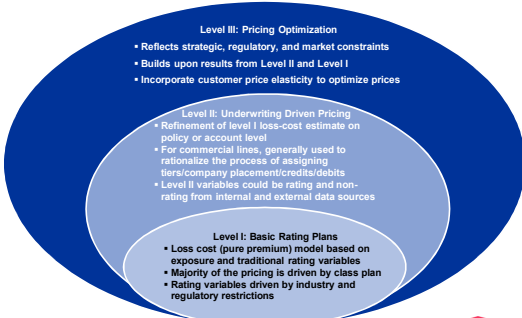 Level III: Pricing Optimization
▪ Reflects strategic, regulatory, and market constraints
▪ Builds upon results from Level II and Level I
▪ Incorporate customer price elasticity to optimize prices
Level II: Underwriting Driven Pricing
▪ Refinement of level I loss-cost estimate on
policy or account level
▪ For commercial lines, generally used to
rationalize the process of assigning
tiers/company placement/credits/debits
▪ Level II variables could be rating and non-
rating from internal and external data sources
Level I: Basic Rating Plans
▪ Loss cost (pure premium) model based on
exposure and traditional rating variables
▪ Majority of the pricing is driven by class plan
▪ Rating variables driven by industry and
regulatory restrictions